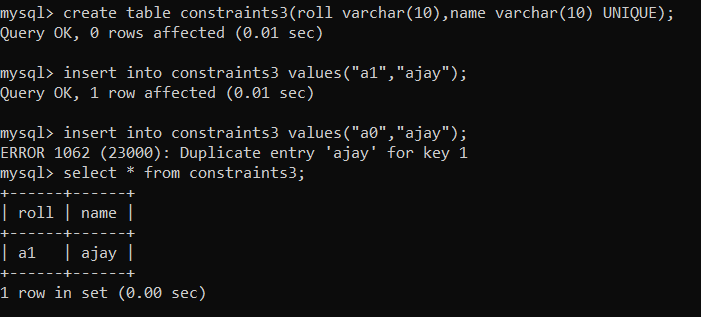 mysql> create table constraints3(roll varchar(10),name varchar(10) UNIQUE);
Query OK, 0 rows affected (0.01 sec)
mysql> insert into constraints3 values("a1","ajay");
Query OK, 1 row affected (0.01 sec)
mysql> insert into constraints3 values("a0","ajay");
ERROR 1062 (23000): Duplicate entry 'ajay' for key 1
mysql> select * from constraints3;
+------+------+
| roll | name |
+------+------+
| a1   | ajay |
+------+------+
1 row in set (0.00 sec)